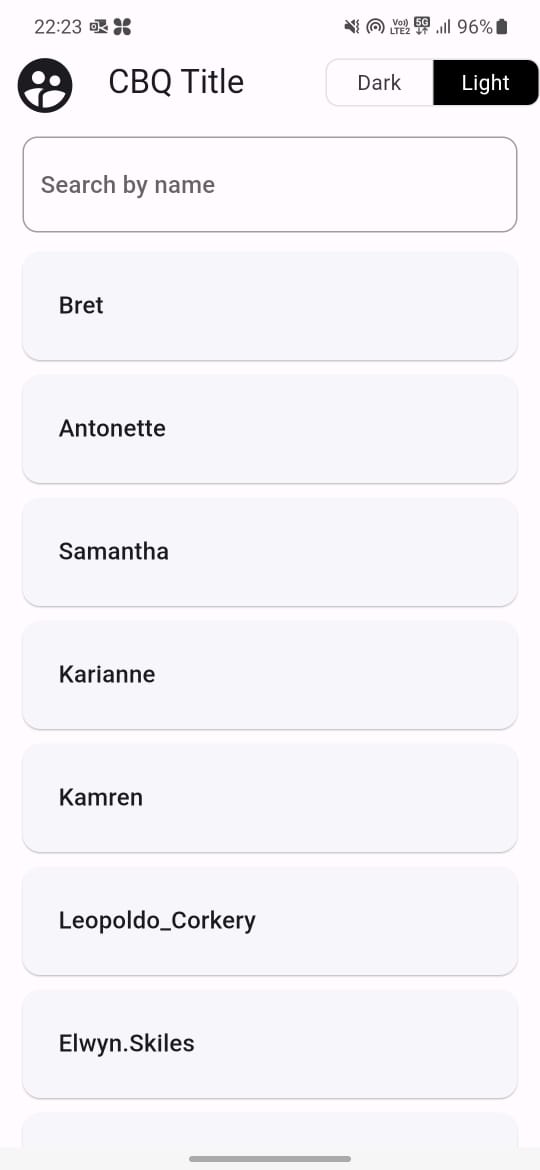 22:23 Vo)) LTE2 5G 96%
CBQ Title Dark Light
Search by name
Bret
Antonette
Samantha
Karianne
Kamren
Leopoldo_Corkery
Elwyn.Skiles